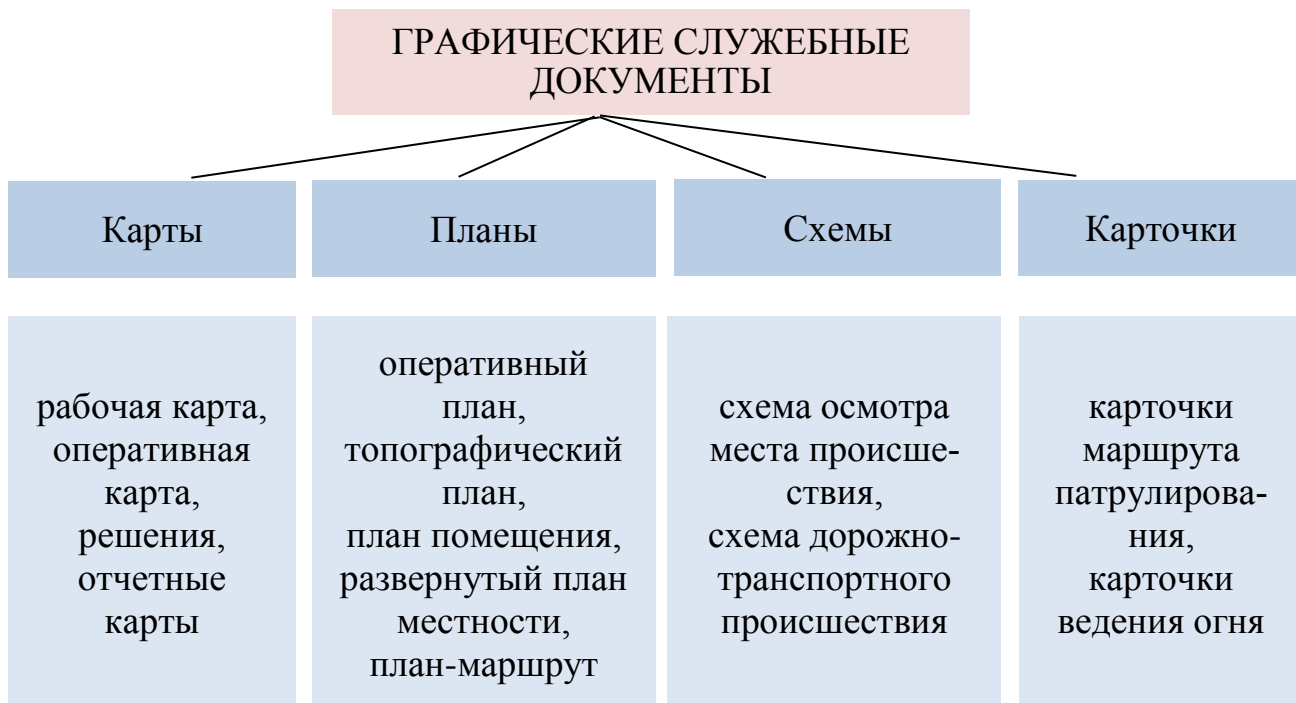 ГРАФИЧЕСКИЕ СЛУЖЕБНЫЕ
ДОКУМЕНТЫ
Карты
Планы
Схемы
Карточки
рабочая карта,
оперативная
карта,
решения,
отчетные
карты
оперативный
план,
топографический
план,
план помещения,
развернутый план
местности,
план-маршрут
схема осмотра
места происше-
ствия,
схема дорожно-
транспортного
происшествия
карточки
маршрута
патрулирова-
ния,
карточки
ведения огня